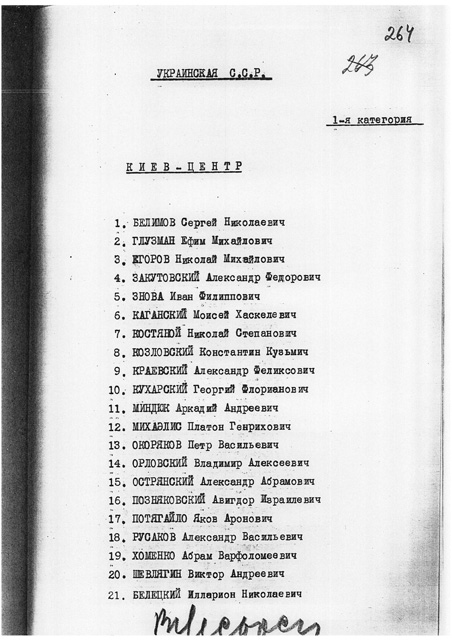 264
263
УКРАИНСКАЯ С.С.Р.
1-я категория
КИЕВ-ЦЕНТР
1. БЕЛИМОВ Сергей Николаевич
2. ГЛУЗМАН Ефим Михайлович
3. ЕГОРОВ Николай Михайлович
4. ЗАКУТОВСКИЙ Александр Федорович
5. ЗНОВА Иван Филиппович
6. КАГАНСКИЙ Моисей Хаскелевич
7. КОСТЯНОЙ Николай Степанович
8. КОЗЛОВСКИЙ Константин Кузьмич
9. КРАЕВСКИЙ Александр Феликсович
10. КУХАРСКИЙ Георгий Флорианович
11. МИНДЕК Аркадий Андреевич
12. МИХАЭЛИС Платон Генрихович
13. ОКОРЯКОВ Петр Васильевич
14. ОРЛОВСКИЙ Владимир Алексеевич
15. ОСТРЯНСКИЙ Александр Абрамович
16. ПОЗНЯКОВСКИЙ Авигдор Израилевич
17. ПОТЯГАЙЛО Яков Аронович
18. РУСАКОВ Александр Васильевич
19. ХОМЕНКО Абрам Варфоломеевич
20. ШЕВЛЯГИН Виктор Андреевич
21. БЕЛЕЦКИЙ Илларион Николаевич